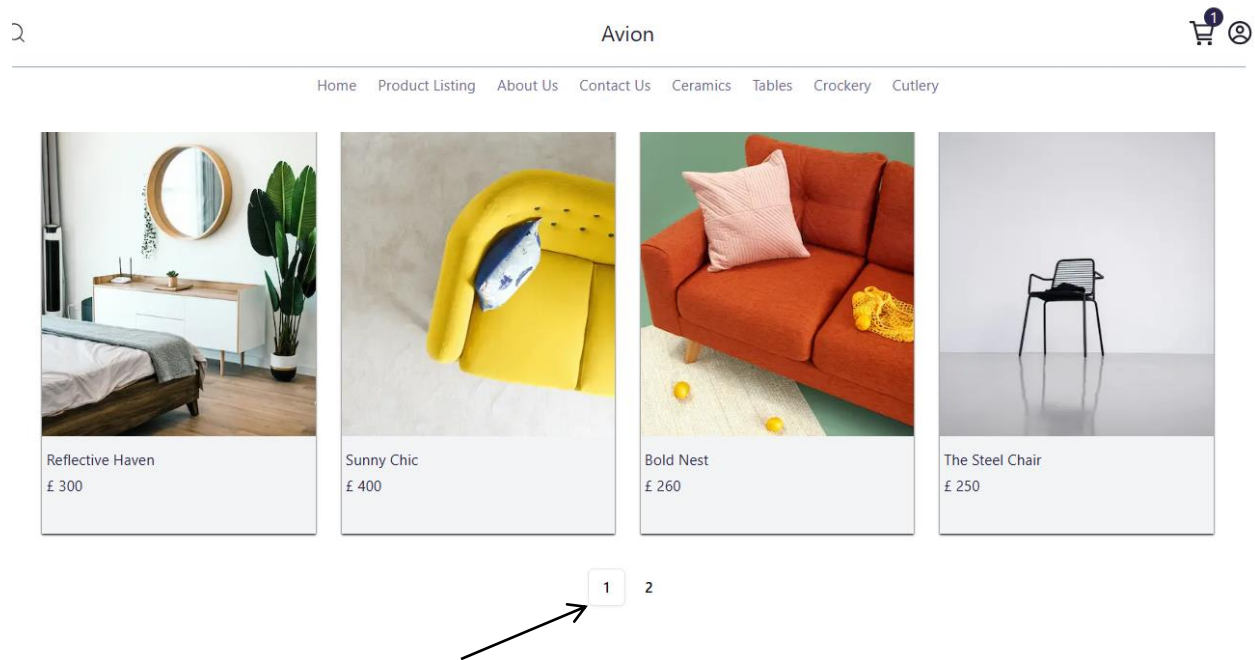 Avion
1
Home Product Listing About Us Contact Us Ceramics Tables Crockery Cutlery
Reflective Haven
£ 300
Sunny Chic
£ 400
Bold Nest
£ 260
The Steel Chair
£ 250
1 2